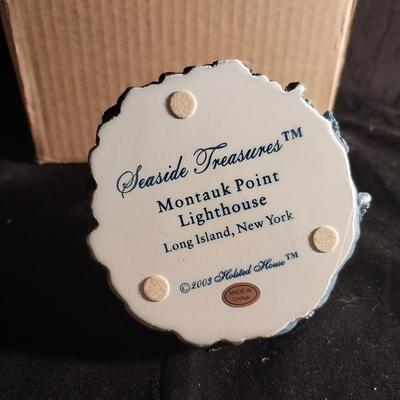 Seaside Treasures™
Montauk Point
Lighthouse
Long Island, New York
©2003 Holsted House™
MADE IN
CHINA